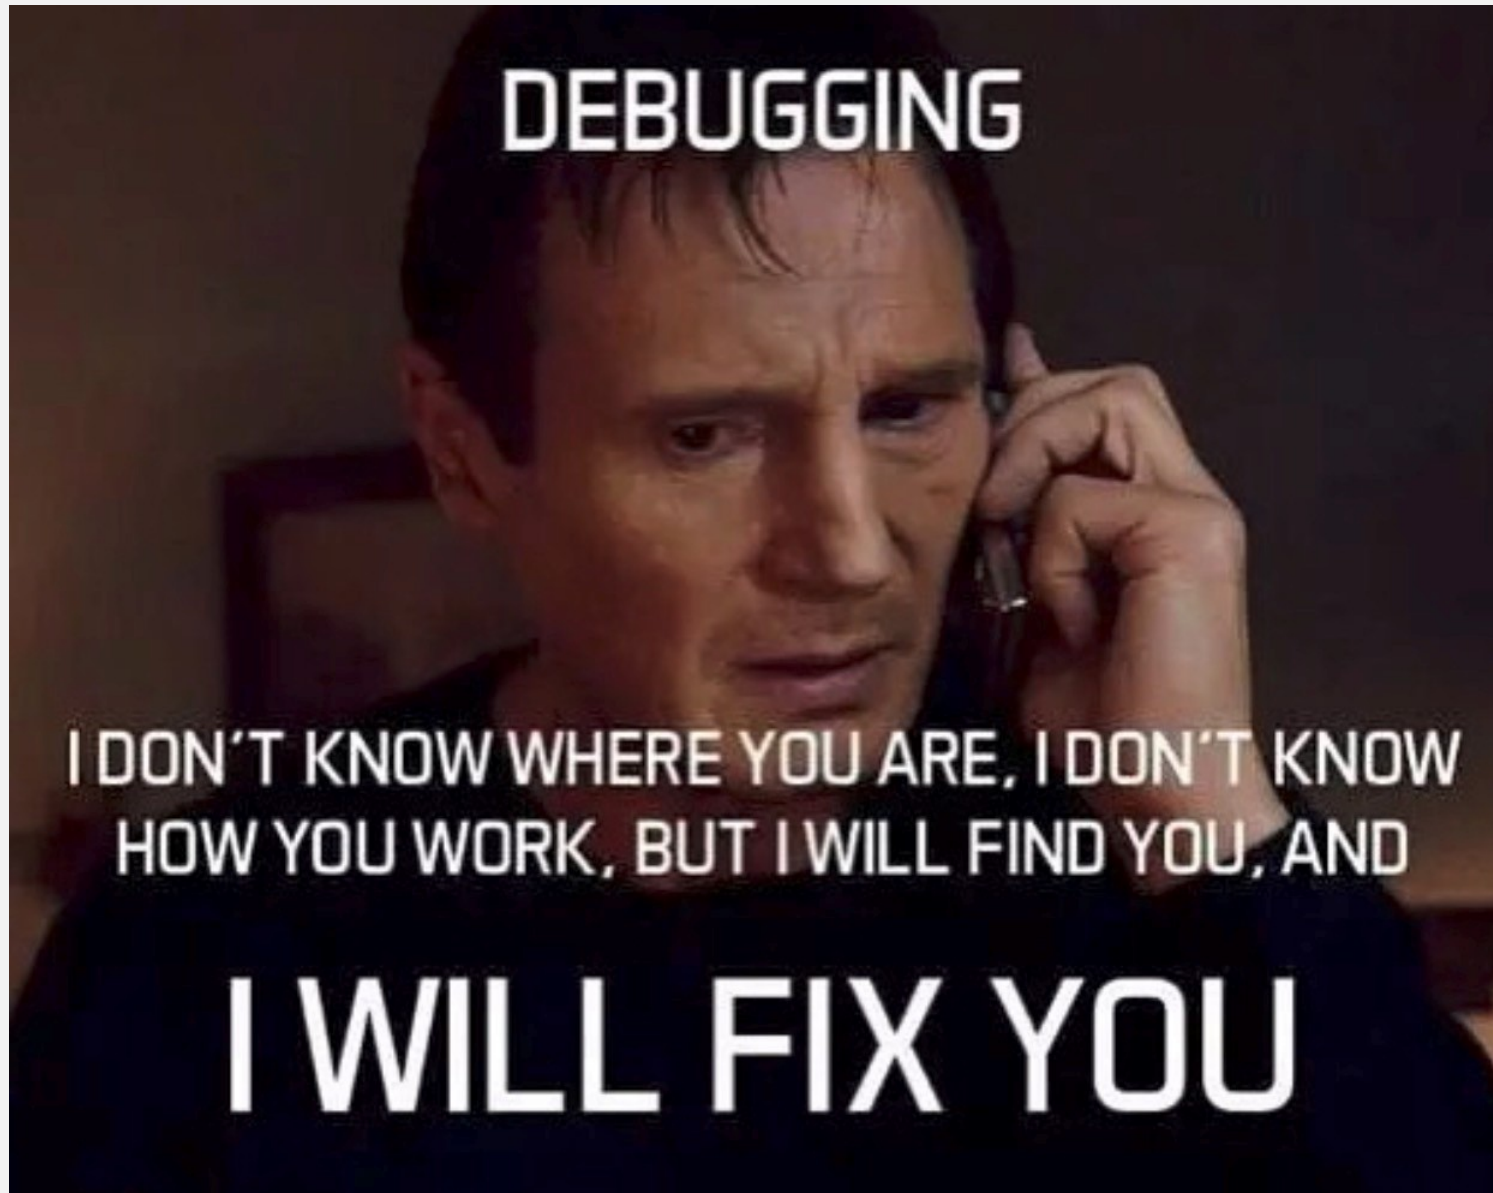 DEBUGGING
I DON'T KNOW WHERE YOU ARE, I DON'T KNOW
HOW YOU WORK, BUT I WILL FIND YOU, AND
I WILL FIX YOU